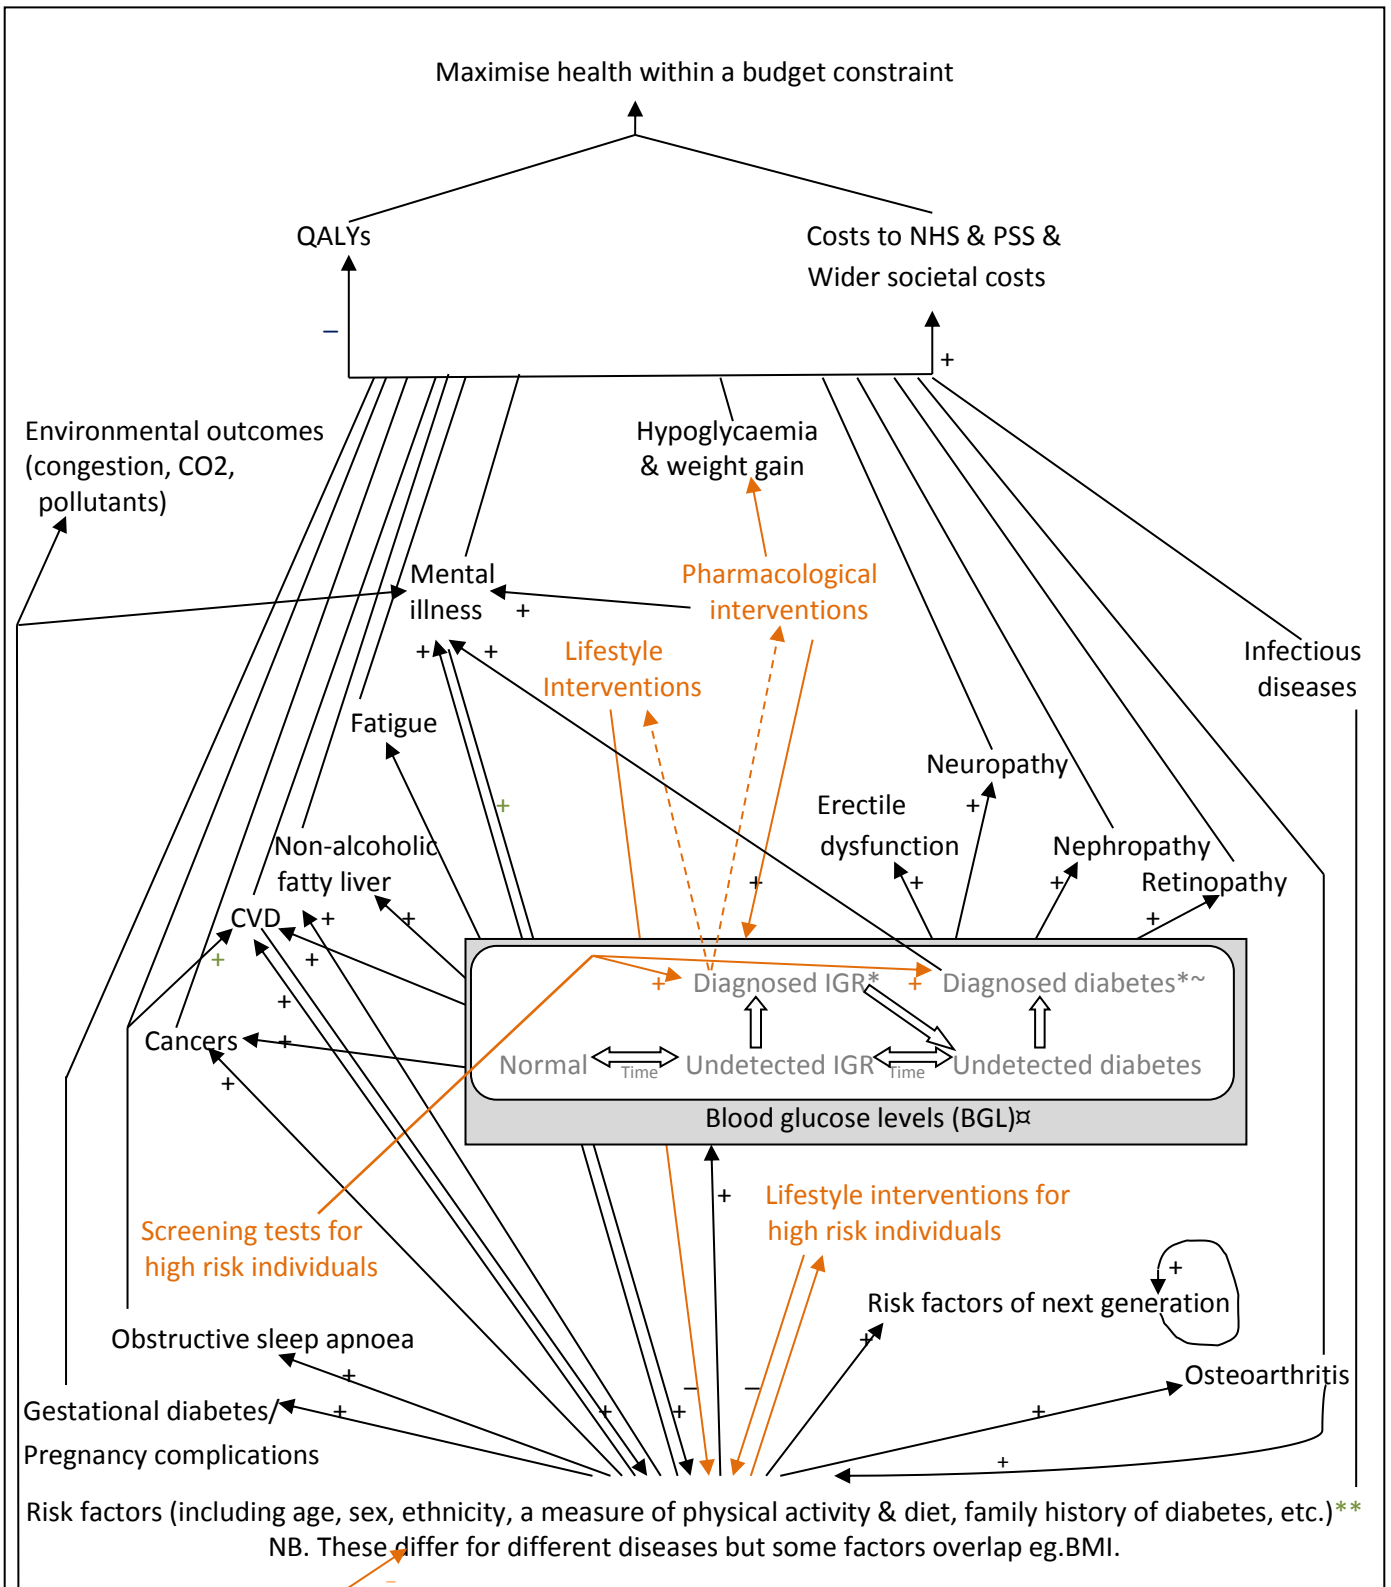 Maximise health within a budget constraint
QALYs
Costs to NHS & PSS &
Wider societal costs
–
+
Environmental outcomes
(congestion, CO2,
pollutants)
Hypoglycaemia
& weight gain
Mental
illness
+
Pharmacological
interventions
+
+
Lifestyle
Interventions
Infectious
diseases
Fatigue
Neuropathy
+
+
Erectile
dysfunction
Non-alcoholic
fatty liver
Nephropathy
Retinopathy
+
+
+
+
CVD
+
+
+
+
+
+
Diagnosed IGR*
+
Diagnosed diabetes*~
+
Cancers
+
Normal
Time
Undetected IGR
Time
Undetected diabetes
+
Blood glucose levels (BGL)¤
+
Lifestyle interventions for
high risk individuals
Screening tests for
high risk individuals
+
Risk factors of next generation
+
Obstructive sleep apnoea
+
Osteoarthritis
–
–
Gestational diabetes/
Pregnancy complications
+
+
+
+
+
Risk factors (including age, sex, ethnicity, a measure of physical activity & diet, family history of diabetes, etc.)**
NB. These differ for different diseases but some factors overlap eg.BMI.
–